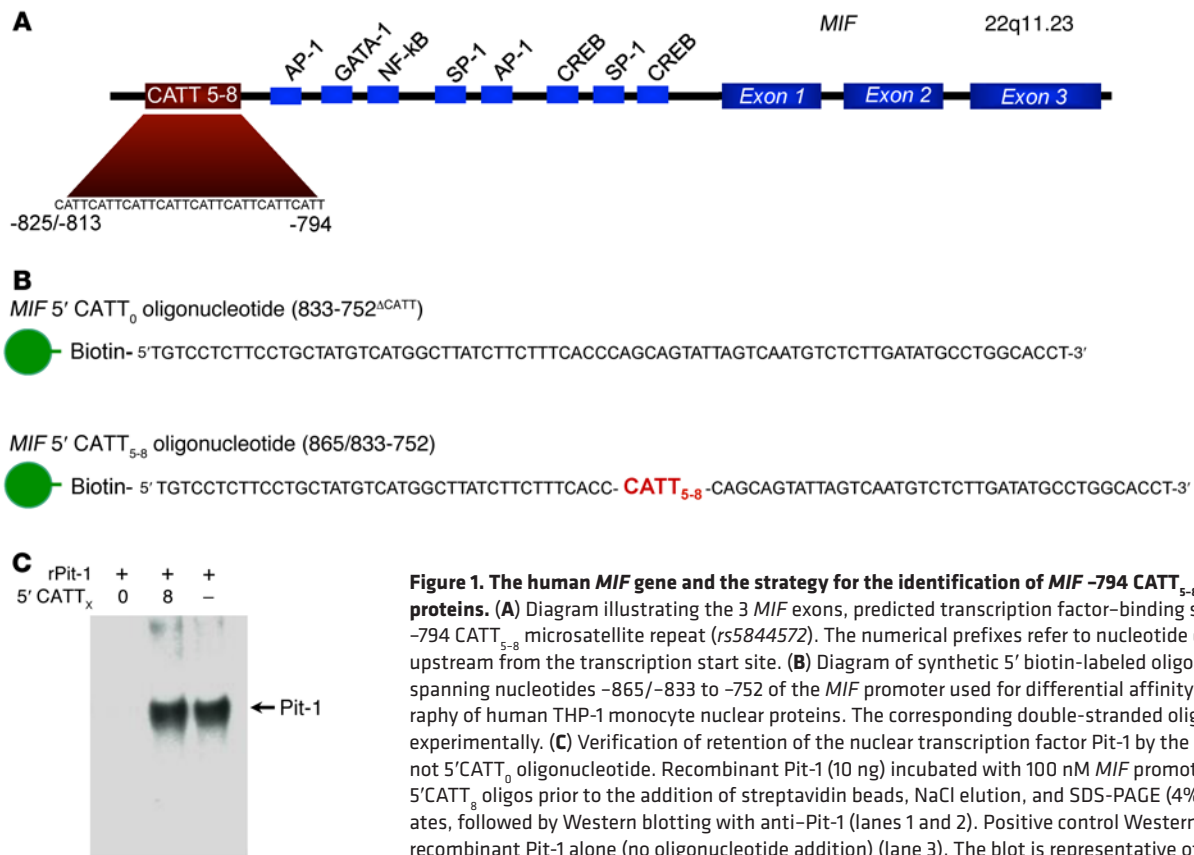 A
MIF 22q11.23
AP-1 GATA-1 NF-kB SP-1 AP-1 CREB SP-1 CREB
CATT 5-8 Exon 1 Exon 2 Exon 3
CATTCATTCATTCATTCATTCATTCATTCATT
-825/-813 -794
B
MIF 5′ CATT0 oligonucleotide (833-752ΔCATT)
Biotin- 5′TGTCCTCTTCCTGCTATGTCATGGCTTATCTTCTTTCACCCAGCAGTATTAGTCAATGTCTCTTGATATGCCTGGCACCT-3′
MIF 5′ CATT5-8 oligonucleotide (865/833-752)
Biotin- 5′ TGTCCTCTTCCTGCTATGTCATGGCTTATCTTCTTTCACC- CATT5-8 -CAGCAGTATTAGTCAATGTCTCTTGATATGCCTGGCACCT-3′
C
rPit-1 + + +
5′ CATTX 0 8 –
Pit-1
Figure 1. The human MIF gene and the strategy for the identification of MIF –794 CATT5-8
proteins. (A) Diagram illustrating the 3 MIF exons, predicted transcription factor–binding s
–794 CATT5-8 microsatellite repeat (rs5844572). The numerical prefixes refer to nucleotide
upstream from the transcription start site. (B) Diagram of synthetic 5′ biotin-labeled oligo
spanning nucleotides –865/–833 to –752 of the MIF promoter used for differential affinity
raphy of human THP-1 monocyte nuclear proteins. The corresponding double-stranded olig
experimentally. (C) Verification of retention of the nuclear transcription factor Pit-1 by the
not 5′CATT0 oligonucleotide. Recombinant Pit-1 (10 ng) incubated with 100 nM MIF promot
5′CATT8 oligos prior to the addition of streptavidin beads, NaCl elution, and SDS-PAGE (4%
ates, followed by Western blotting with anti–Pit-1 (lanes 1 and 2). Positive control Western
recombinant Pit-1 alone (no oligonucleotide addition) (lane 3). The blot is representative of